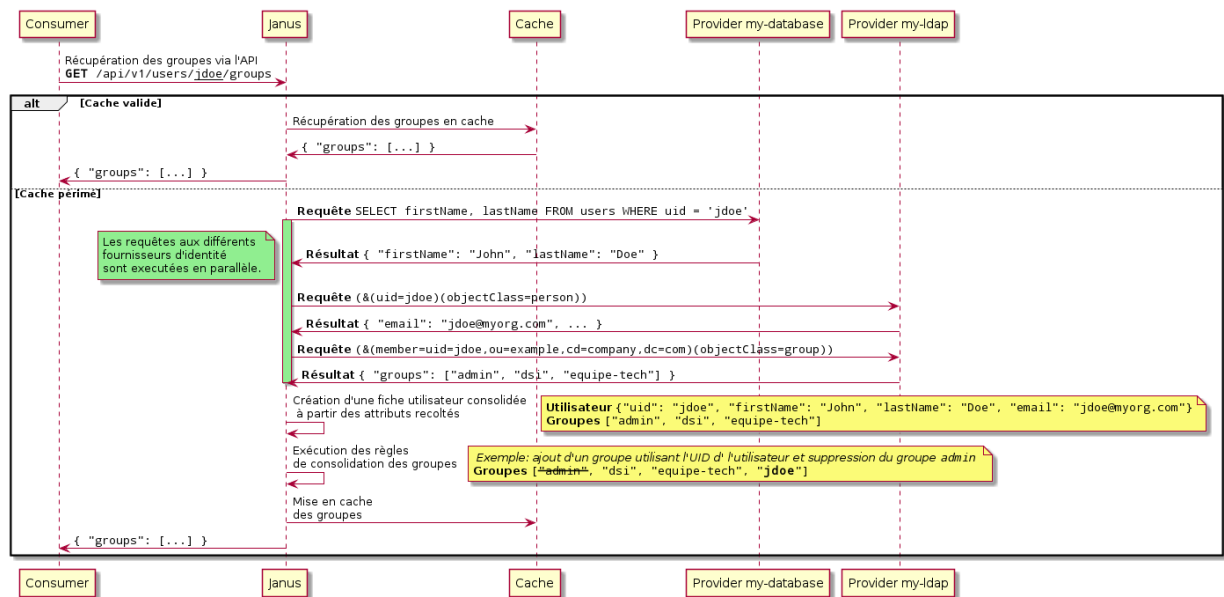 Consumer
Janus
Cache
Provider my-database
Provider my-ldap
Récupération des groupes via l'API
GET /api/v1/users/jdoe/groups
alt
[Cache valide]
Récupération des groupes en cache
{ "groups": [...] }
{ "groups": [...] }
[Cache périmé]
Requête SELECT firstName, lastName FROM users WHERE uid = 'jdoe'
Les requêtes aux différents
fournisseurs d'identité
sont executées en parallèle.
Résultat { "firstName": "John", "lastName": "Doe" }
Requête (&(uid=jdoe)(objectClass=person))
Résultat { "email": "jdoe@myorg.com", ... }
Requête (&(member=uid=jdoe,ou=example,cd=company,dc=com)(objectClass=group))
Résultat { "groups": ["admin", "dsi", "equipe-tech"] }
Création d'une fiche utilisateur consolidée
à partir des attributs recoltés
Utilisateur {"uid": "jdoe", "firstName": "John", "lastName": "Doe", "email": "jdoe@myorg.com"}
Groupes ["admin", "dsi", "equipe-tech"]
Exécution des règles
de consolidation des groupes
Exemple: ajout d'un groupe utilisant l'UID d' l'utilisateur et suppression du groupe admin
Groupes ["admin", "dsi", "equipe-tech", "jdoe"]
Mise en cache
des groupes
{ "groups": [...] }
Consumer
Janus
Cache
Provider my-database
Provider my-ldap